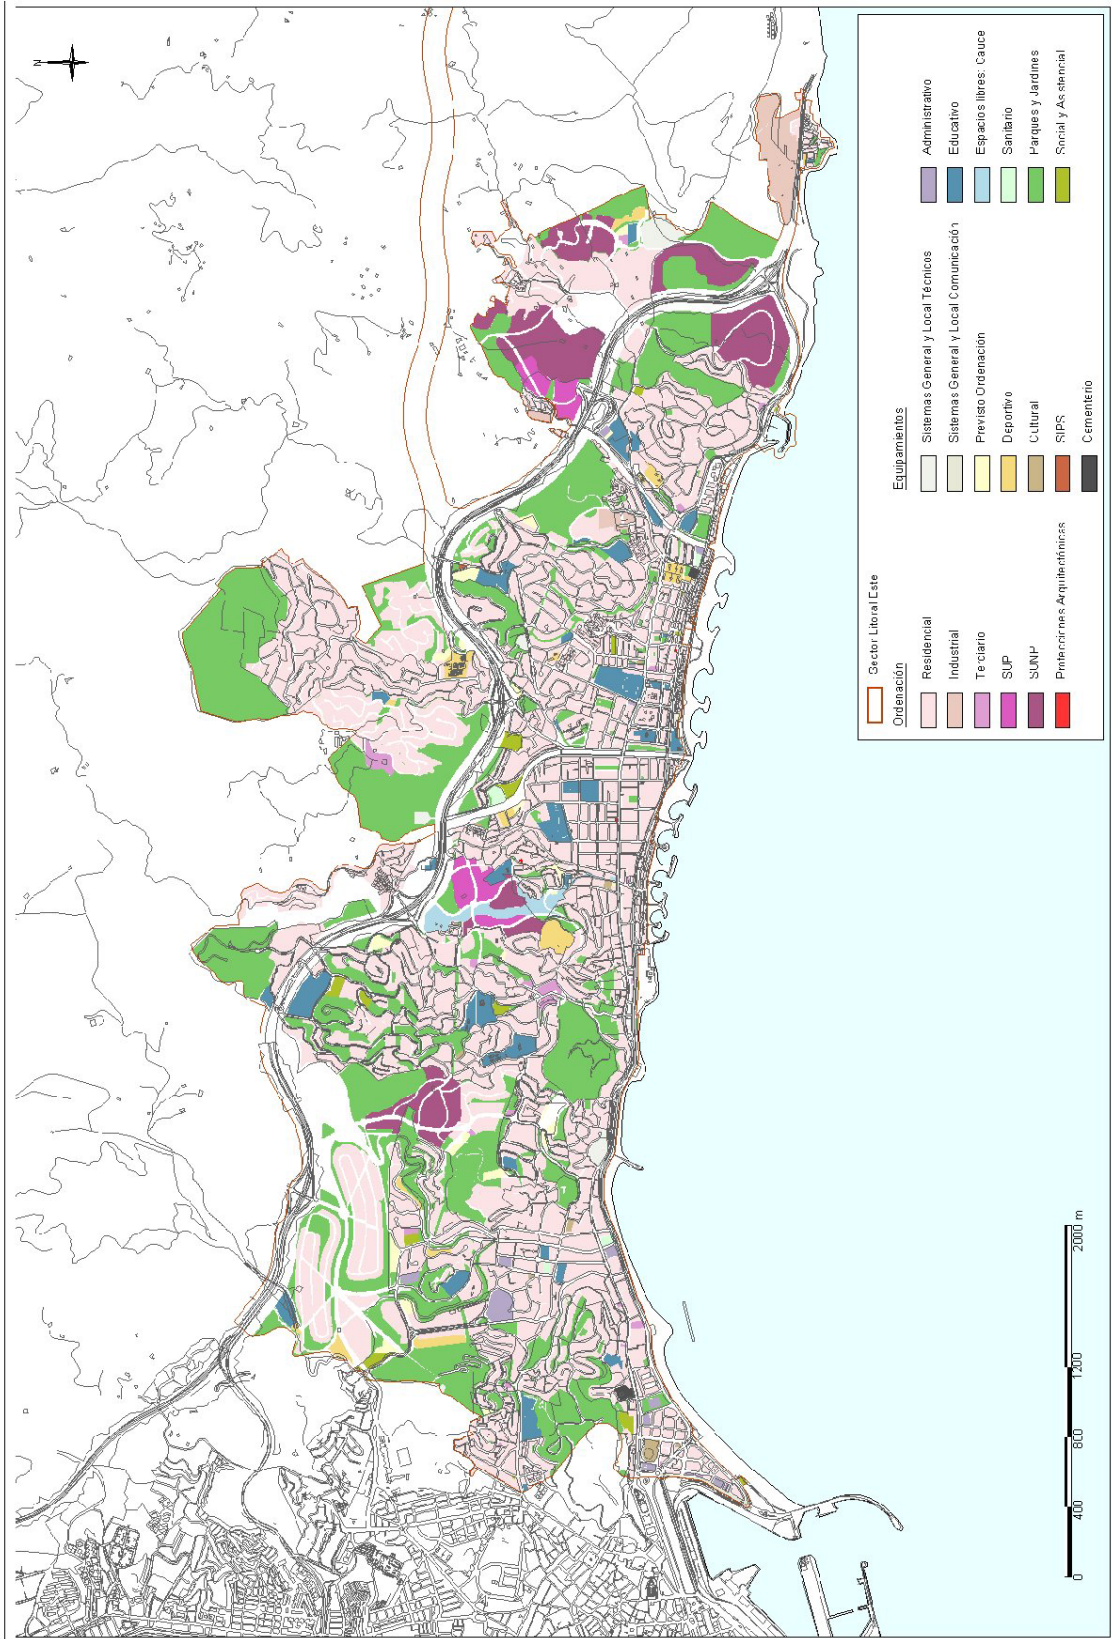 N
Sector Litoral Este
Ordenación
Residencial
Industrial
Terciario
SUP
SUNP
Protecciones Arquitectónicas
Equipamientos
Sistemas General y Local Técnicos
Sistemas General y Local Comunicación
Previsto Ordenación
Deportivo
Cultural
SIPS
Cementerio
Administrativo
Educativo
Espacios libres: Cauce
Sanitario
Parques y Jardines
Social y Asistencial
0 400 800 1200 2000 m